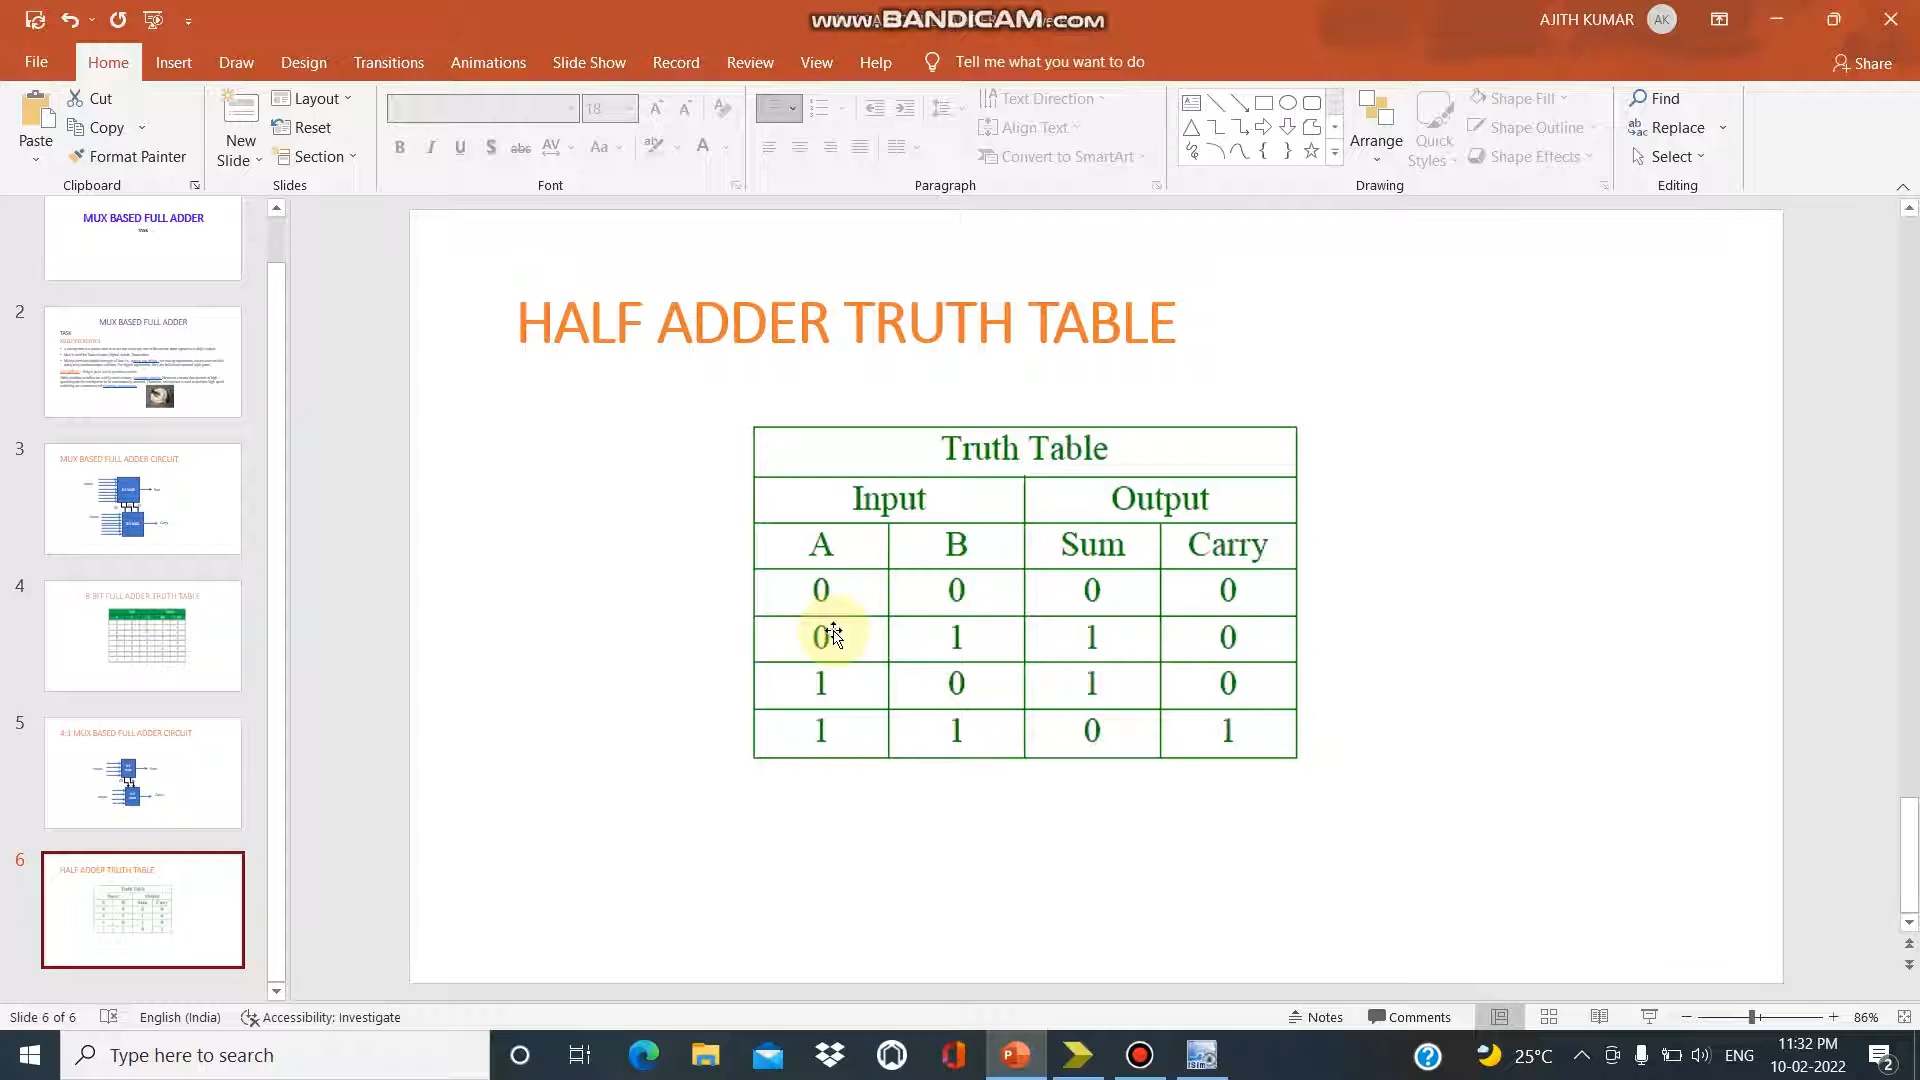 www.BANDICAM.com
AJITH KUMAR AK
File Home Insert Draw Design Transitions Animations Slide Show Record Review View Help Tell me what you want to do Share
Paste Cut Copy Format Painter Clipboard
New Slide Layout Reset Section Slides
18 B I U S abc AV Aa A Font
Text Direction Align Text Convert to SmartArt Paragraph
Arrange Quick Styles Shape Fill Shape Outline Shape Effects Drawing
Find Replace Select Editing
MUX BASED FULL ADDER
TASK
2
MUX BASED FULL ADDER
TASK
3
MUX BASED FULL ADDER CIRCUIT
4
8 BIT FULL ADDER TRUTH TABLE
5
4:1 MUX BASED FULL ADDER CIRCUIT
6
HALF ADDER TRUTH TABLE
HALF ADDER TRUTH TABLE
Truth Table
Input Output
A B Sum Carry
0 0 0 0
0 1 1 0
1 0 1 0
1 1 0 1
Slide 6 of 6 English (India) Accessibility: Investigate Notes Comments 86%
Type here to search
25°C ENG 11:32 PM
10-02-2022
2